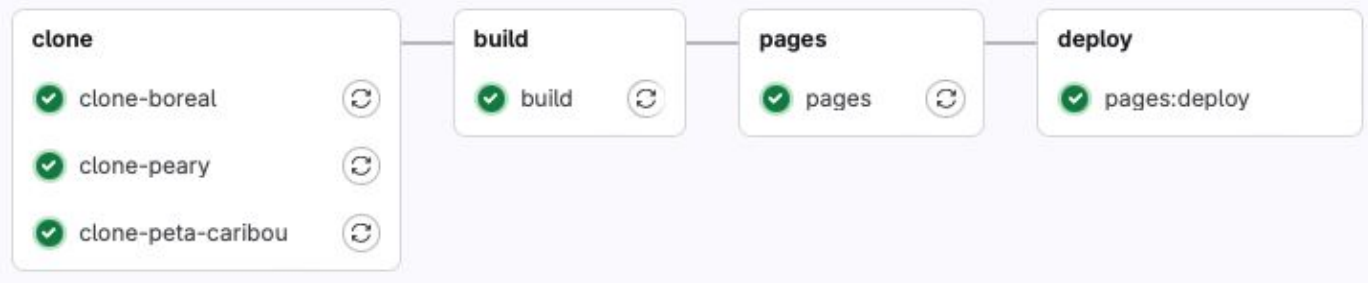 clone
clone-boreal
clone-peary
clone-peta-caribou
build
build
pages
pages
deploy
pages:deploy